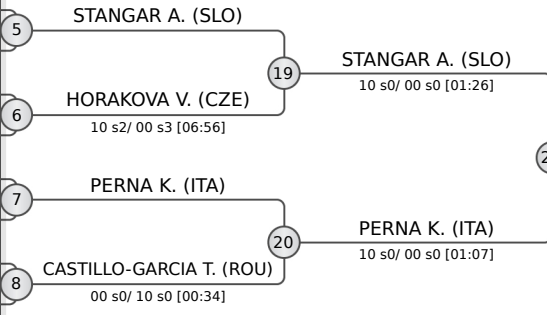 STANGAR A. (SLO)
5
19
STANGAR A. (SLO)
10 s0/ 00 s0 [01:26]
HORAKOVA V. (CZE)
6
10 s2/ 00 s3 [06:56]
2
PERNA K. (ITA)
7
20
PERNA K. (ITA)
10 s0/ 00 s0 [01:07]
CASTILLO-GARCIA T. (ROU)
8
00 s0/ 10 s0 [00:34]